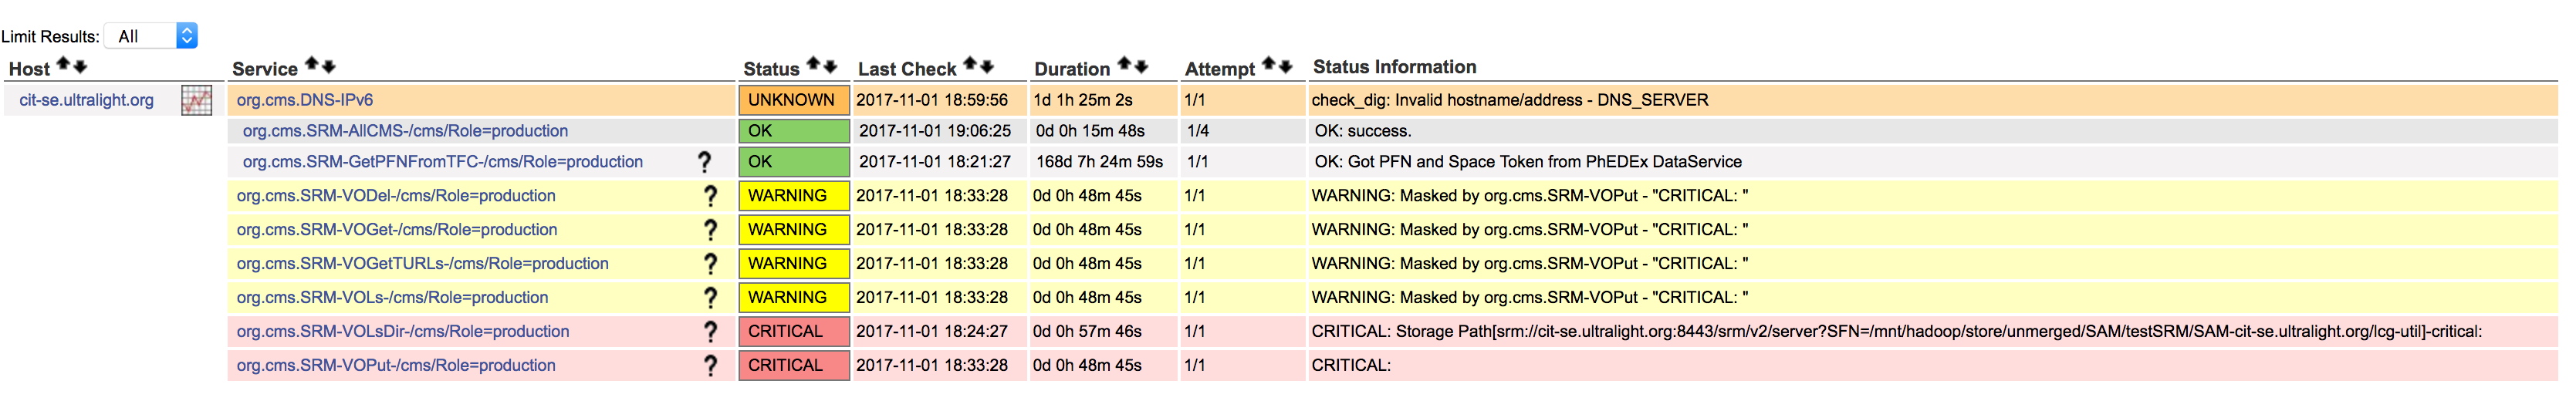 Limit Results: All
Host Service Status Last Check Duration Attempt Status Information
cit-se.ultralight.org org.cms.DNS-IPv6 UNKNOWN 2017-11-01 18:59:56 1d 1h 25m 2s 1/1 check_dig: Invalid hostname/address - DNS_SERVER
org.cms.SRM-AllCMS-/cms/Role=production OK 2017-11-01 19:06:25 0d 0h 15m 48s 1/4 OK: success.
org.cms.SRM-GetPFNFromTFC-/cms/Role=production ? OK 2017-11-01 18:21:27 168d 7h 24m 59s 1/1 OK: Got PFN and Space Token from PhEDEx DataService
org.cms.SRM-VODel-/cms/Role=production ? WARNING 2017-11-01 18:33:28 0d 0h 48m 45s 1/1 WARNING: Masked by org.cms.SRM-VOPut - "CRITICAL: "
org.cms.SRM-VOGet-/cms/Role=production ? WARNING 2017-11-01 18:33:28 0d 0h 48m 45s 1/1 WARNING: Masked by org.cms.SRM-VOPut - "CRITICAL: "
org.cms.SRM-VOGetTURLs-/cms/Role=production ? WARNING 2017-11-01 18:33:28 0d 0h 48m 45s 1/1 WARNING: Masked by org.cms.SRM-VOPut - "CRITICAL: "
org.cms.SRM-VOLs-/cms/Role=production ? WARNING 2017-11-01 18:33:28 0d 0h 48m 45s 1/1 WARNING: Masked by org.cms.SRM-VOPut - "CRITICAL: "
org.cms.SRM-VOLsDir-/cms/Role=production ? CRITICAL 2017-11-01 18:24:27 0d 0h 57m 46s 1/1 CRITICAL: Storage Path[srm://cit-se.ultralight.org:8443/srm/v2/server?SFN=/mnt/hadoop/store/unmerged/SAM/testSRM/SAM-cit-se.ultralight.org/lcg-util]-critical:
org.cms.SRM-VOPut-/cms/Role=production ? CRITICAL 2017-11-01 18:33:28 0d 0h 48m 45s 1/1 CRITICAL: